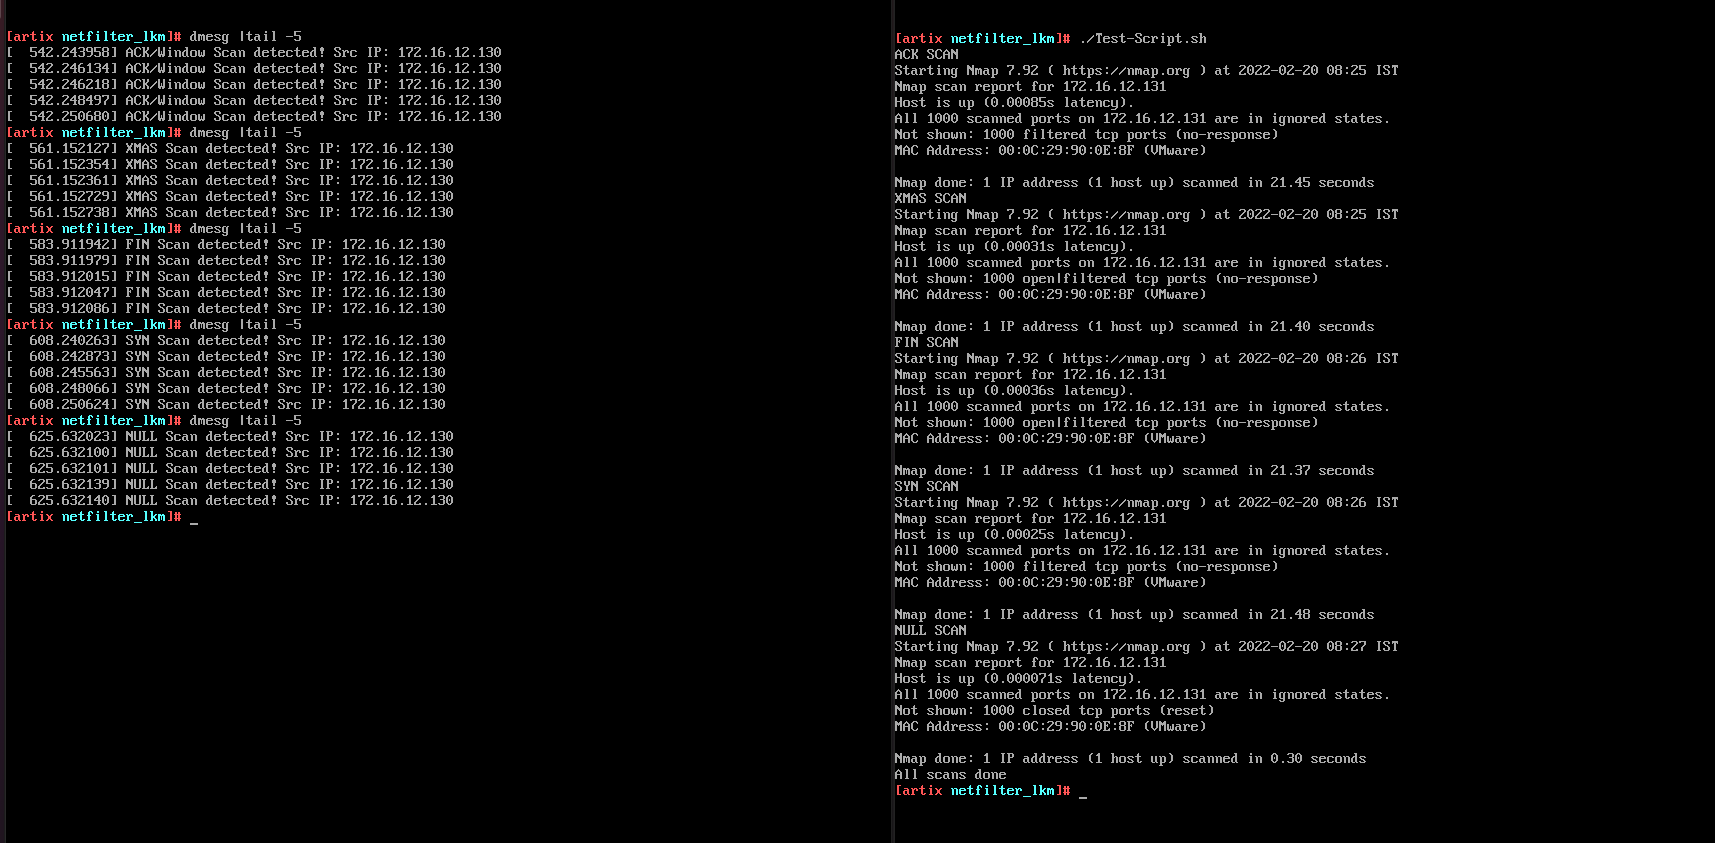 [artix netfilter_lkm]# dmesg |tail -5
[  542.243958] ACK/Window Scan detected! Src IP: 172.16.12.130
[  542.246134] ACK/Window Scan detected! Src IP: 172.16.12.130
[  542.246218] ACK/Window Scan detected! Src IP: 172.16.12.130
[  542.248497] ACK/Window Scan detected! Src IP: 172.16.12.130
[  542.250680] ACK/Window Scan detected! Src IP: 172.16.12.130
[artix netfilter_lkm]# dmesg |tail -5
[  561.152127] XMAS Scan detected! Src IP: 172.16.12.130
[  561.152354] XMAS Scan detected! Src IP: 172.16.12.130
[  561.152361] XMAS Scan detected! Src IP: 172.16.12.130
[  561.152729] XMAS Scan detected! Src IP: 172.16.12.130
[  561.152738] XMAS Scan detected! Src IP: 172.16.12.130
[artix netfilter_lkm]# dmesg |tail -5
[  583.911942] FIN Scan detected! Src IP: 172.16.12.130
[  583.911979] FIN Scan detected! Src IP: 172.16.12.130
[  583.912015] FIN Scan detected! Src IP: 172.16.12.130
[  583.912047] FIN Scan detected! Src IP: 172.16.12.130
[  583.912086] FIN Scan detected! Src IP: 172.16.12.130
[artix netfilter_lkm]# dmesg |tail -5
[  608.240263] SYN Scan detected! Src IP: 172.16.12.130
[  608.242873] SYN Scan detected! Src IP: 172.16.12.130
[  608.245563] SYN Scan detected! Src IP: 172.16.12.130
[  608.248066] SYN Scan detected! Src IP: 172.16.12.130
[  608.250624] SYN Scan detected! Src IP: 172.16.12.130
[artix netfilter_lkm]# dmesg |tail -5
[  625.632023] NULL Scan detected! Src IP: 172.16.12.130
[  625.632100] NULL Scan detected! Src IP: 172.16.12.130
[  625.632101] NULL Scan detected! Src IP: 172.16.12.130
[  625.632139] NULL Scan detected! Src IP: 172.16.12.130
[  625.632140] NULL Scan detected! Src IP: 172.16.12.130
[artix netfilter_lkm]# _
[artix netfilter_lkm]# ./Test-Script.sh
ACK SCAN
Starting Nmap 7.92 ( https://nmap.org ) at 2022-02-20 08:25 IST
Nmap scan report for 172.16.12.131
Host is up (0.00085s latency).
All 1000 scanned ports on 172.16.12.131 are in ignored states.
Not shown: 1000 filtered tcp ports (no-response)
MAC Address: 00:0C:29:90:0E:8F (VMware)

Nmap done: 1 IP address (1 host up) scanned in 21.45 seconds
XMAS SCAN
Starting Nmap 7.92 ( https://nmap.org ) at 2022-02-20 08:25 IST
Nmap scan report for 172.16.12.131
Host is up (0.00031s latency).
All 1000 scanned ports on 172.16.12.131 are in ignored states.
Not shown: 1000 open|filtered tcp ports (no-response)
MAC Address: 00:0C:29:90:0E:8F (VMware)

Nmap done: 1 IP address (1 host up) scanned in 21.40 seconds
FIN SCAN
Starting Nmap 7.92 ( https://nmap.org ) at 2022-02-20 08:26 IST
Nmap scan report for 172.16.12.131
Host is up (0.00036s latency).
All 1000 scanned ports on 172.16.12.131 are in ignored states.
Not shown: 1000 open|filtered tcp ports (no-response)
MAC Address: 00:0C:29:90:0E:8F (VMware)

Nmap done: 1 IP address (1 host up) scanned in 21.37 seconds
SYN SCAN
Starting Nmap 7.92 ( https://nmap.org ) at 2022-02-20 08:26 IST
Nmap scan report for 172.16.12.131
Host is up (0.00025s latency).
All 1000 scanned ports on 172.16.12.131 are in ignored states.
Not shown: 1000 filtered tcp ports (no-response)
MAC Address: 00:0C:29:90:0E:8F (VMware)

Nmap done: 1 IP address (1 host up) scanned in 21.48 seconds
NULL SCAN
Starting Nmap 7.92 ( https://nmap.org ) at 2022-02-20 08:27 IST
Nmap scan report for 172.16.12.131
Host is up (0.000071s latency).
All 1000 scanned ports on 172.16.12.131 are in ignored states.
Not shown: 1000 closed tcp ports (reset)
MAC Address: 00:0C:29:90:0E:8F (VMware)

Nmap done: 1 IP address (1 host up) scanned in 0.30 seconds
All scans done
[artix netfilter_lkm]# _